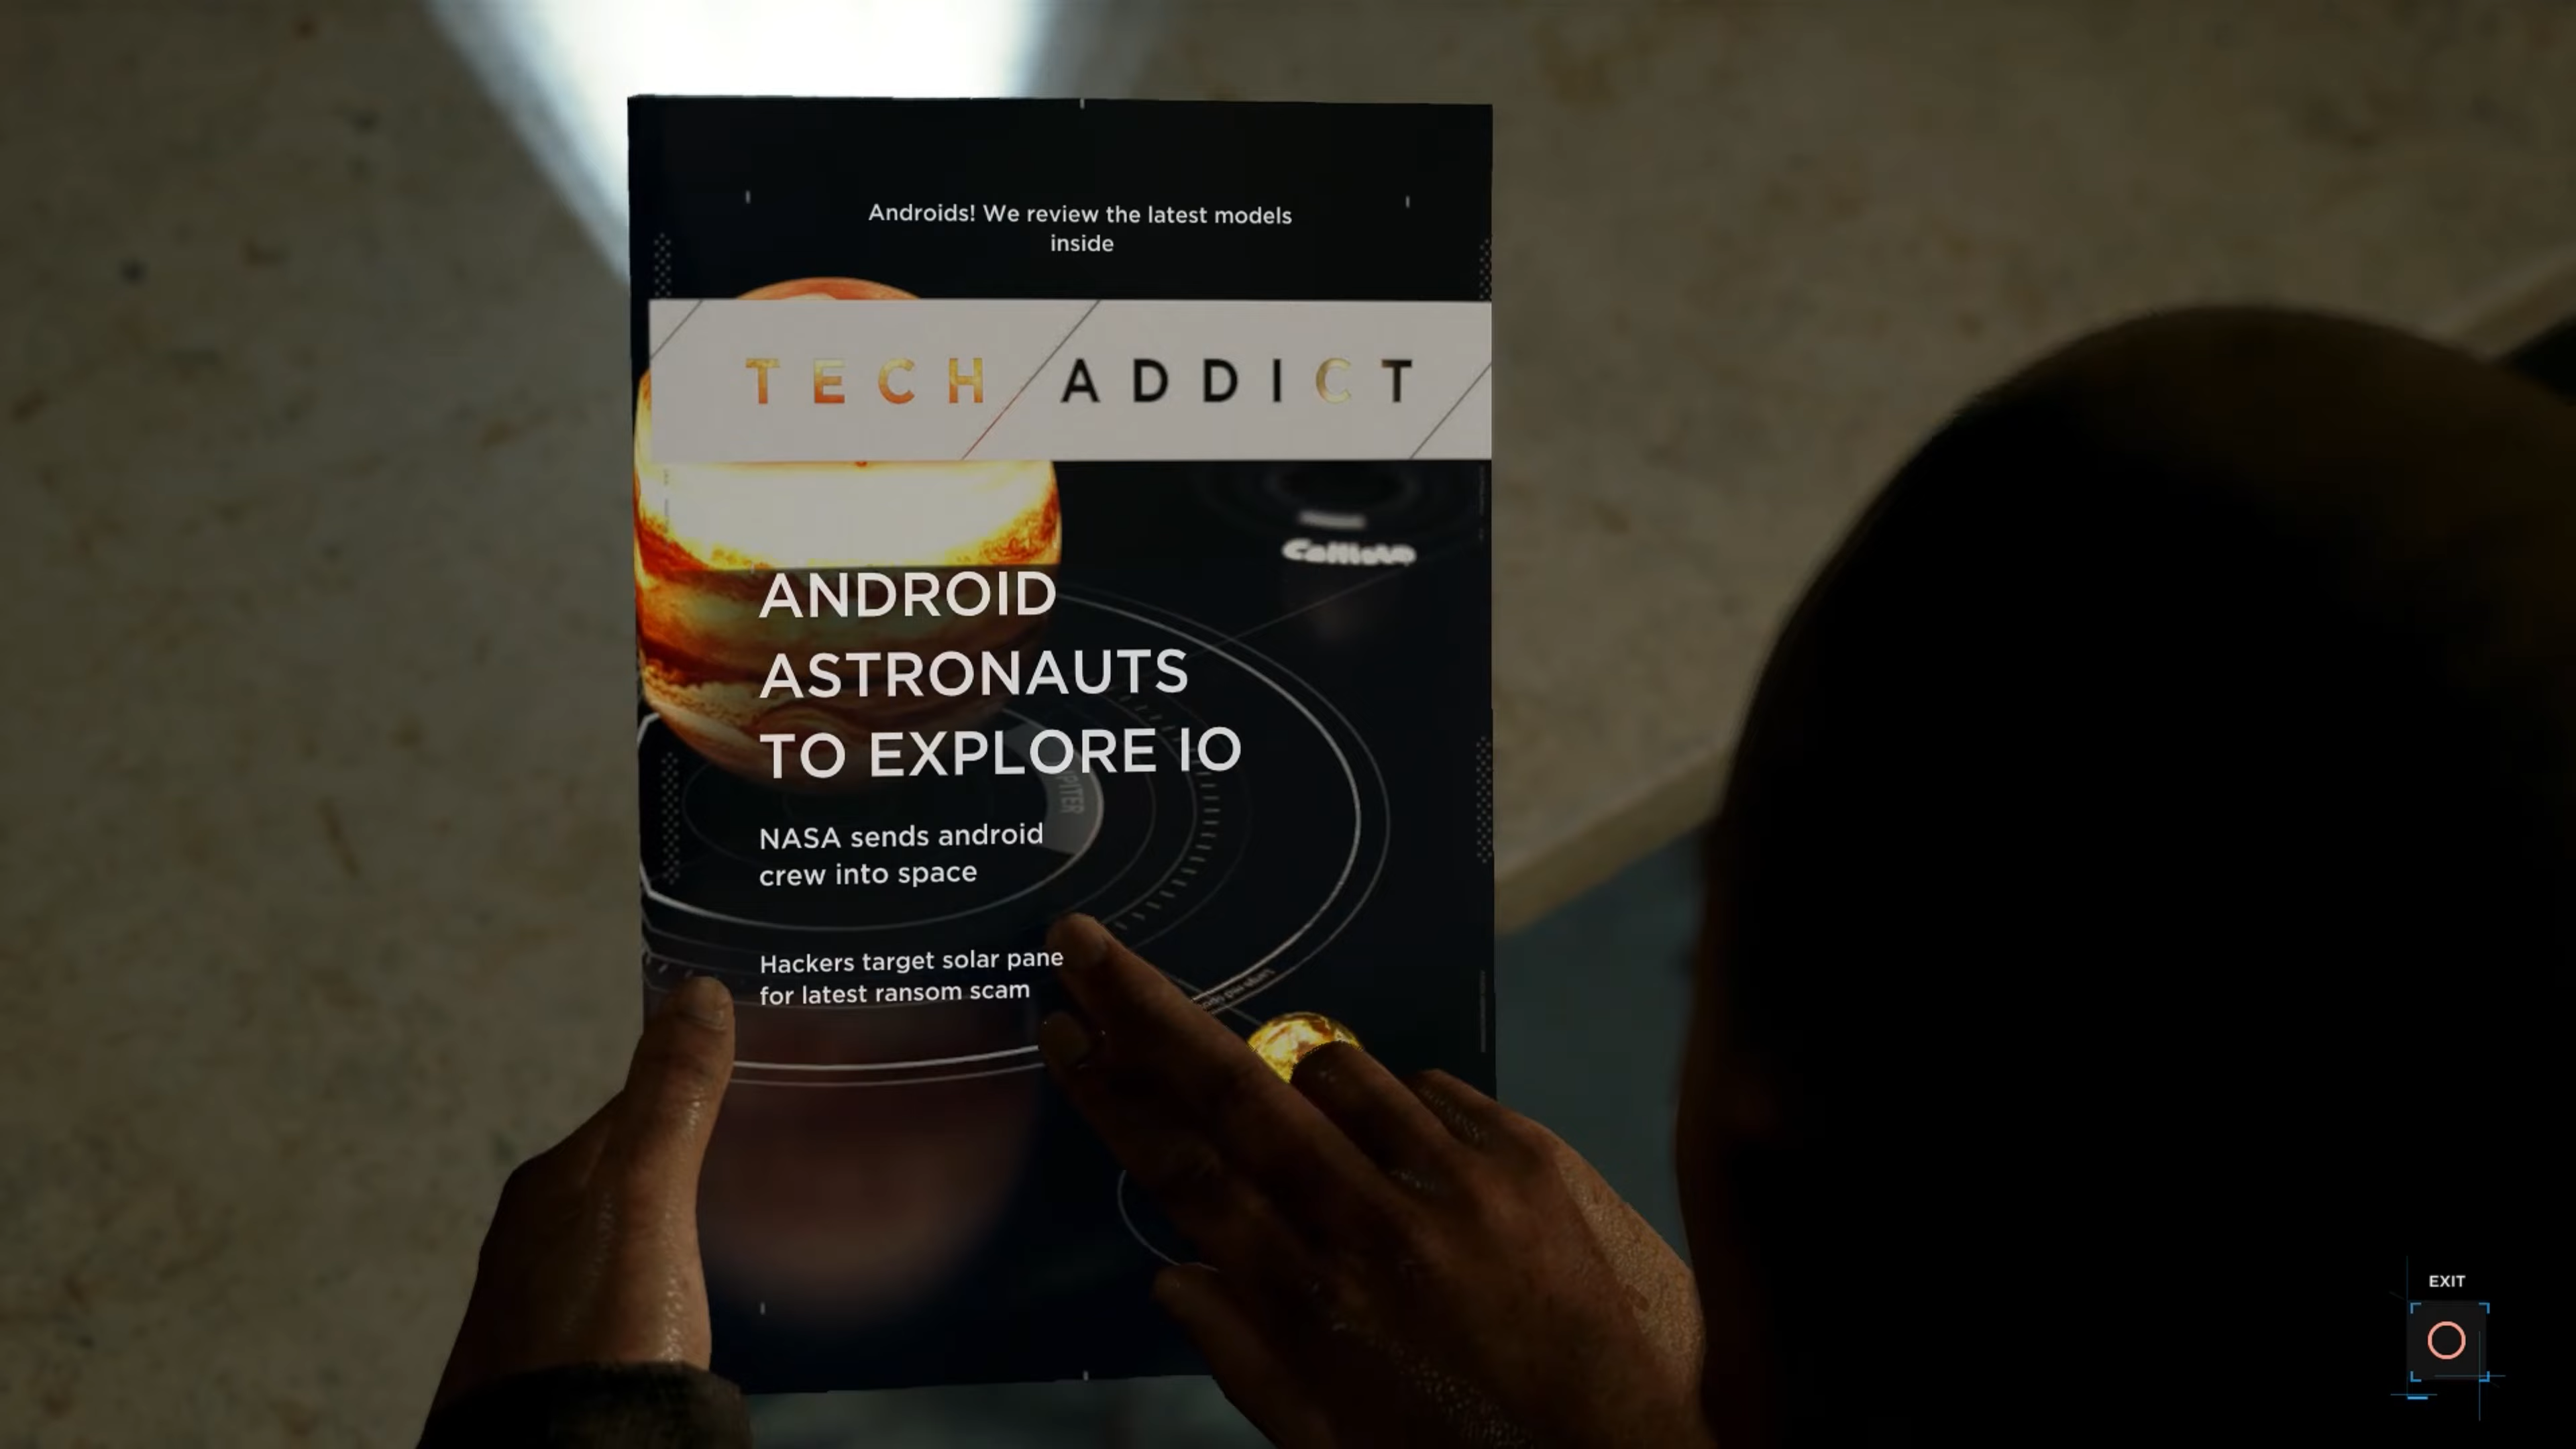 Androids! We review the latest models
inside
TECH ADDICT
Callisto
ANDROID
ASTRONAUTS
TO EXPLORE IO
NASA sends android
crew into space
Hackers target solar pane
for latest ransom scam
EXIT